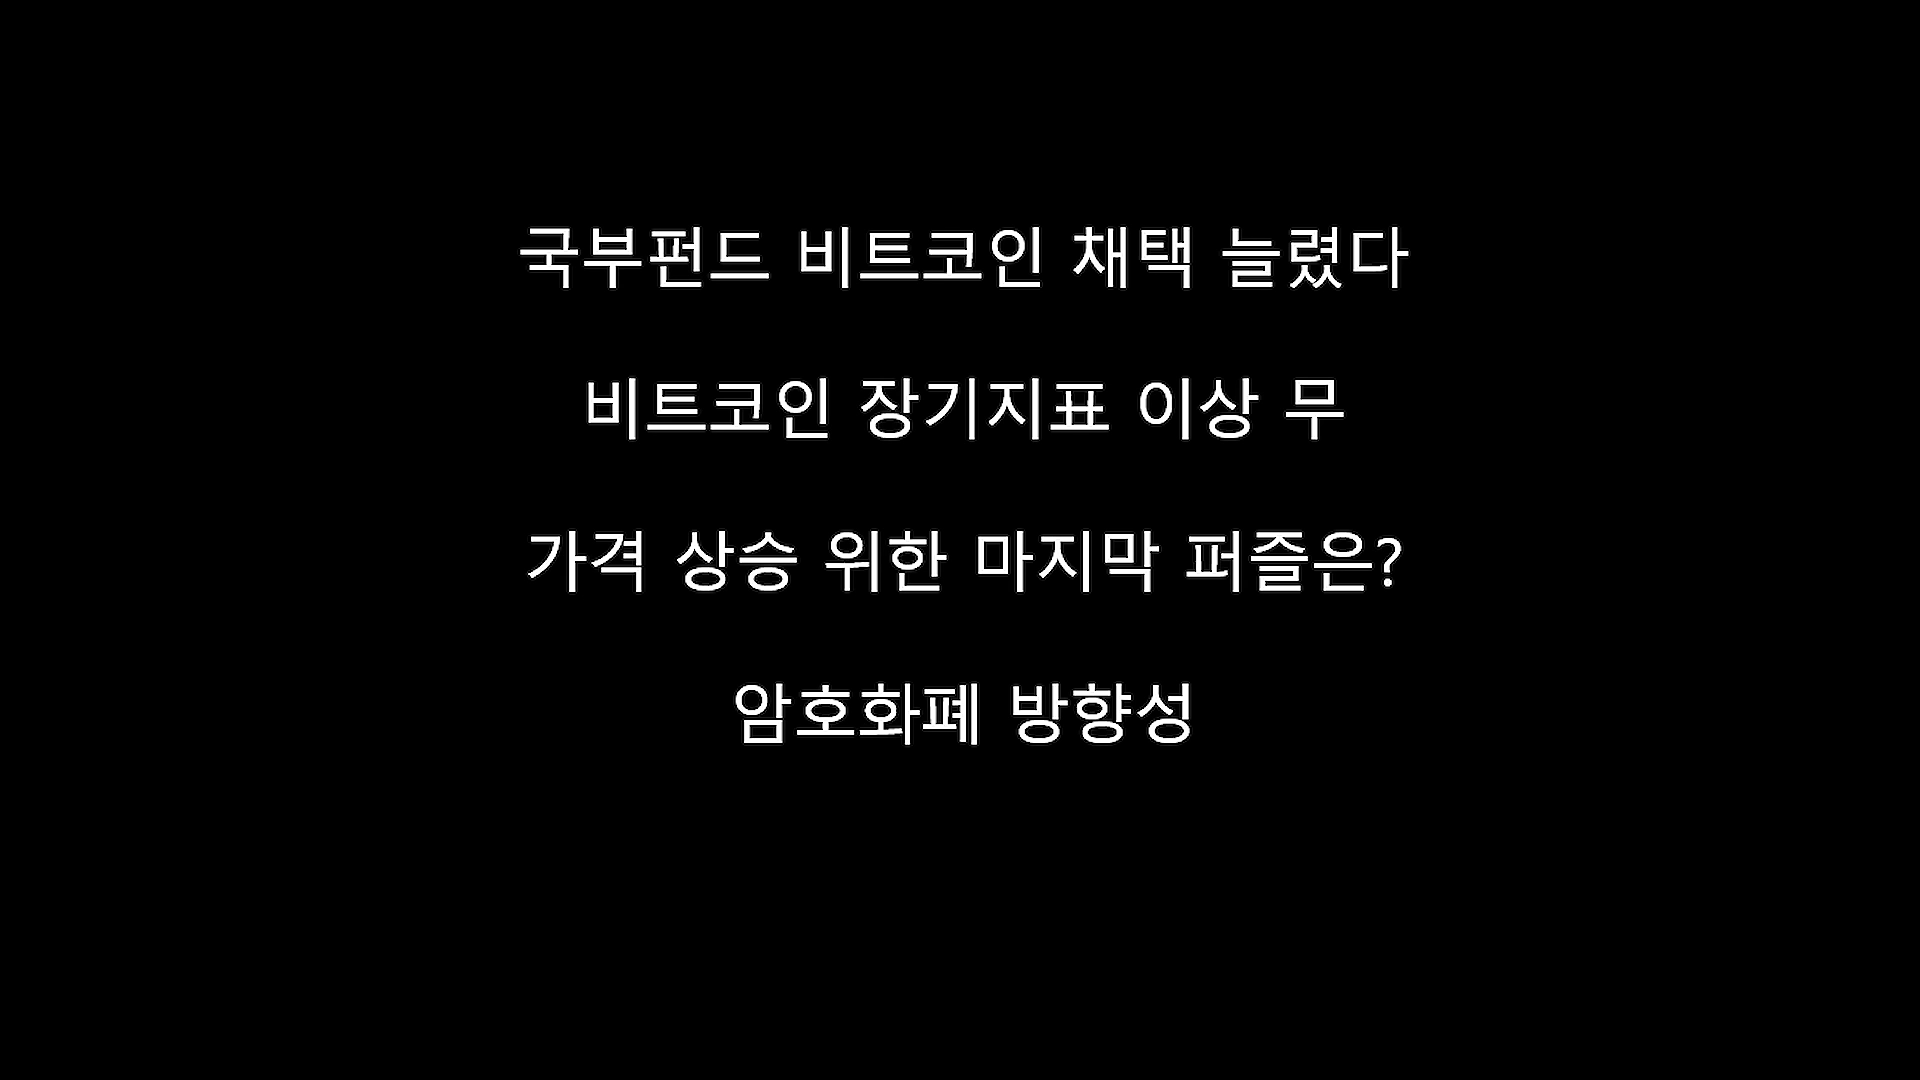 국부펀드 비트코인 채택 늘렸다
비트코인 장기지표 이상 무
가격 상승 위한 마지막 퍼즐은?
암호화폐 방향성